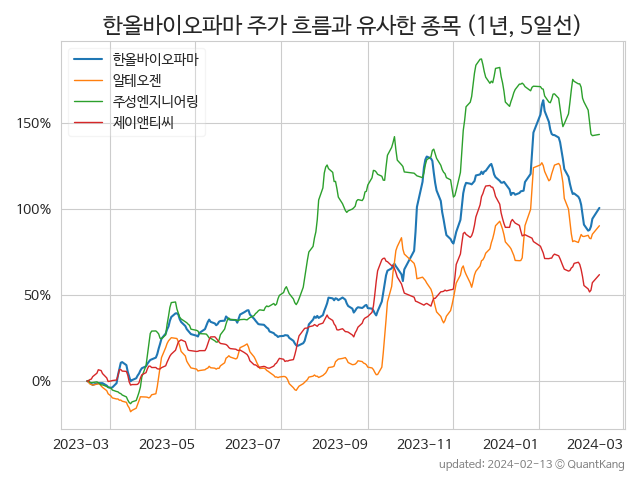 한올바이오파마 주가 흐름과 유사한 종목 (1년, 5일선)
한올바이오파마
알테오젠
주성엔지니어링
제이앤티씨
150%
100%
50%
0%
2023-03 2023-05 2023-07 2023-09 2023-11 2024-01 2024-03
updated: 2024-02-13 © QuantKang